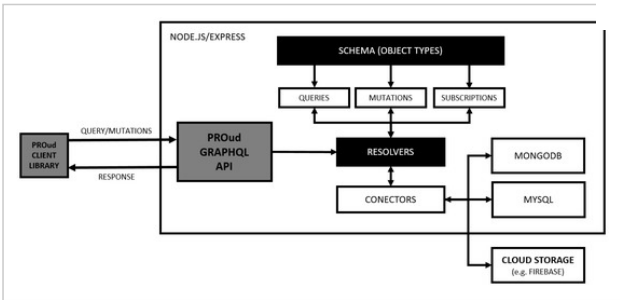 NODE.JS/EXPRESS
SCHEMA (OBJECT TYPES)
QUERIES
MUTATIONS
SUBSCRIPTIONS
QUERY/MUTATIONS
PROud
CLIENT
LIBRARY
RESPONSE
PROud
GRAPHQL
API
RESOLVERS
CONECTORS
MONGODB
MYSQL
CLOUD STORAGE
(e.g. FIREBASE)